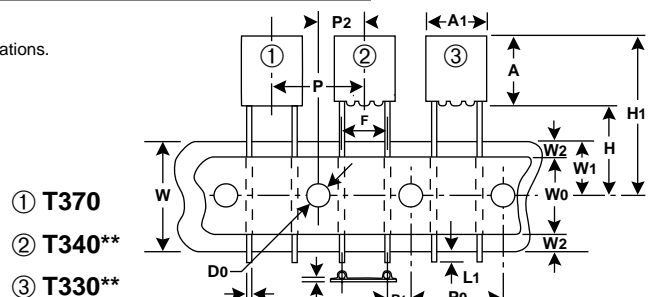 P2
A1
ations.
① ② ③
P
A
H1
F
H
W2
W1
W
W0
① T370
② T340**
W2
D0
L1
③ T330**
P0